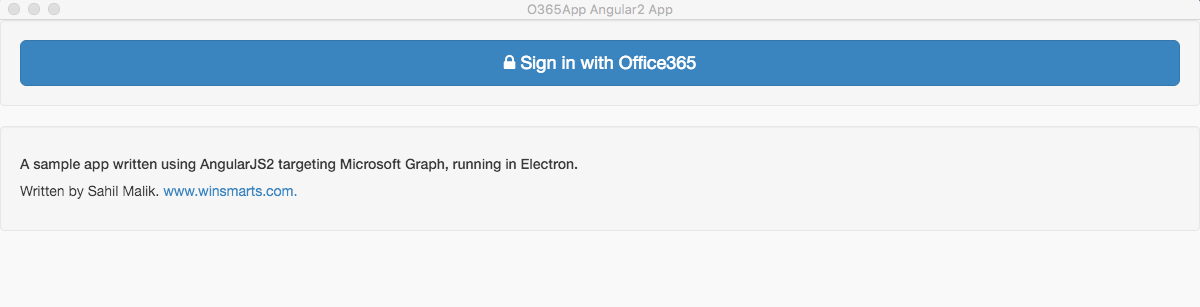 O365App Angular2 App
Sign in with Office365
A sample app written using AngularJS2 targeting Microsoft Graph, running in Electron.
Written by Sahil Malik. www.winsmarts.com.